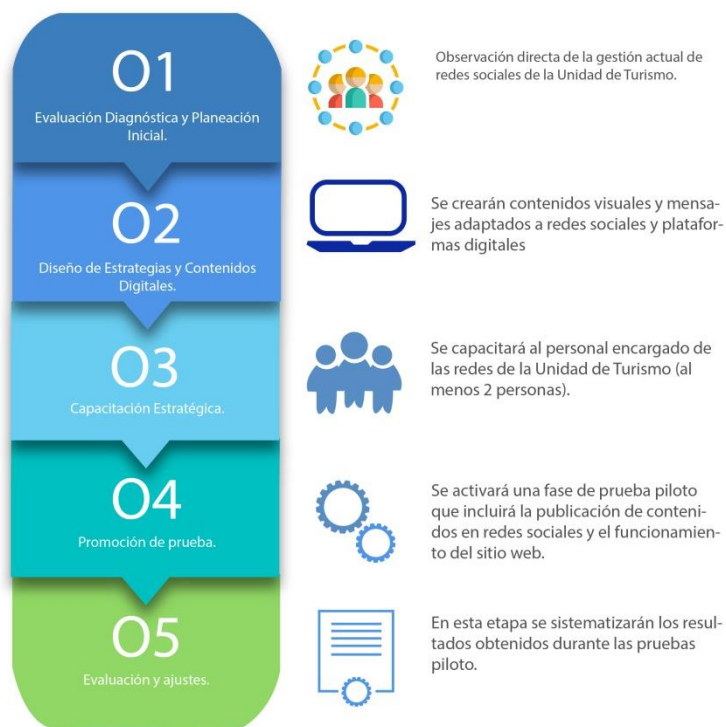 01
Evaluación Diagnóstica y Planeación
Inicial.
Observación directa de la gestión actual de
redes sociales de la Unidad de Turismo.
02
Diseño de Estrategias y Contenidos
Digitales.
Se crearán contenidos visuales y mensa-
jes adaptados a redes sociales y platafor-
mas digitales
03
Capacitación Estratégica.
Se capacitará al personal encargado de
las redes de la Unidad de Turismo (al
menos 2 personas).
04
Promoción de prueba.
Se activará una fase de prueba piloto
que incluirá la publicación de conteni-
dos en redes sociales y el funcionamien-
to del sitio web.
05
Evaluación y ajustes.
En esta etapa se sistematizarán los resul-
tados obtenidos durante las pruebas
piloto.